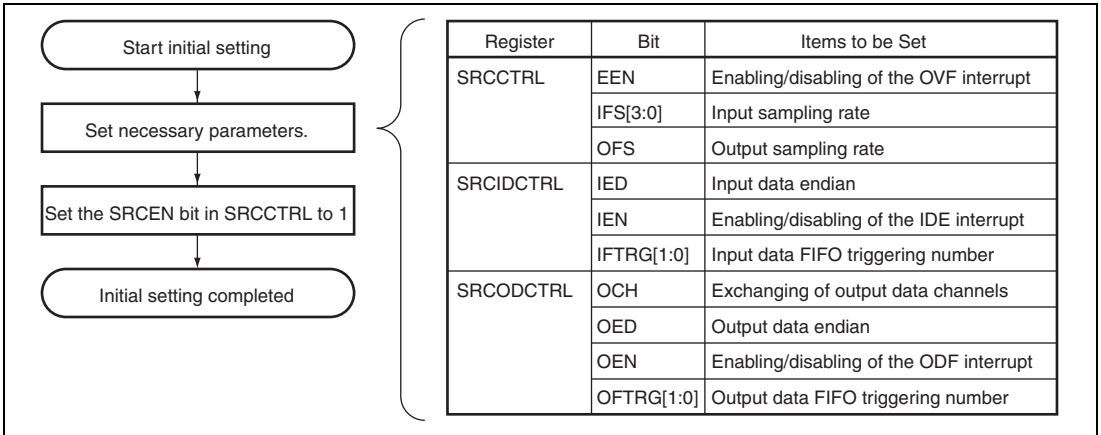 Start initial setting
Set necessary parameters.
Set the SRCEN bit in SRCCTRL to 1
Initial setting completed
Register Bit Items to be Set
SRCCTRL EEN Enabling/disabling of the OVF interrupt
IFS[3:0] Input sampling rate
OFS Output sampling rate
SRCIDCTRL IED Input data endian
IEN Enabling/disabling of the IDE interrupt
IFTRG[1:0] Input data FIFO triggering number
SRCODCTRL OCH Exchanging of output data channels
OED Output data endian
OEN Enabling/disabling of the ODF interrupt
OFTRG[1:0] Output data FIFO triggering number